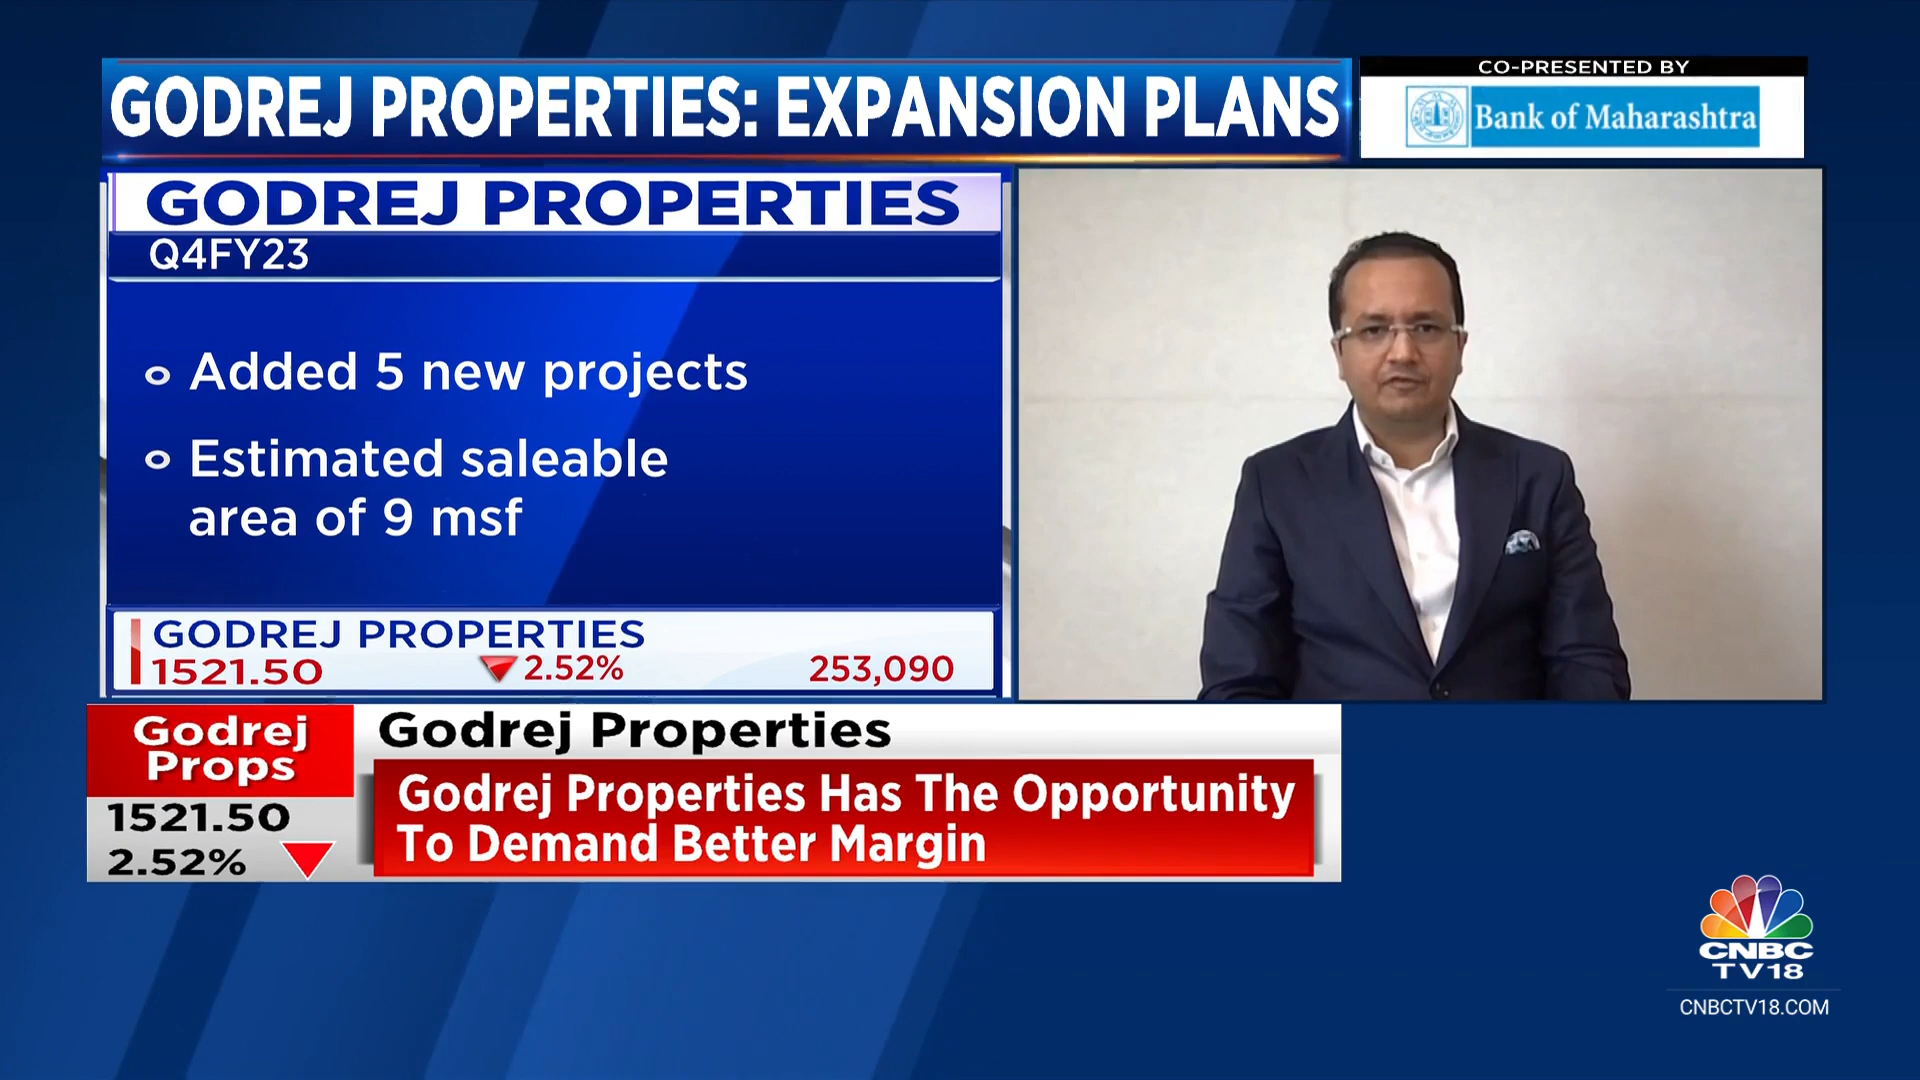 GODREJ PROPERTIES: EXPANSION PLANS
CO-PRESENTED BY
Bank of Maharashtra
GODREJ PROPERTIES
Q4FY23
Added 5 new projects
Estimated saleable
area of 9 msf
GODREJ PROPERTIES
1521.50 2.52% 253,090
Godrej
Props
1521.50
2.52%
Godrej Properties
Godrej Properties Has The Opportunity
To Demand Better Margin
CNBC
TV18
CNBCTV18.COM